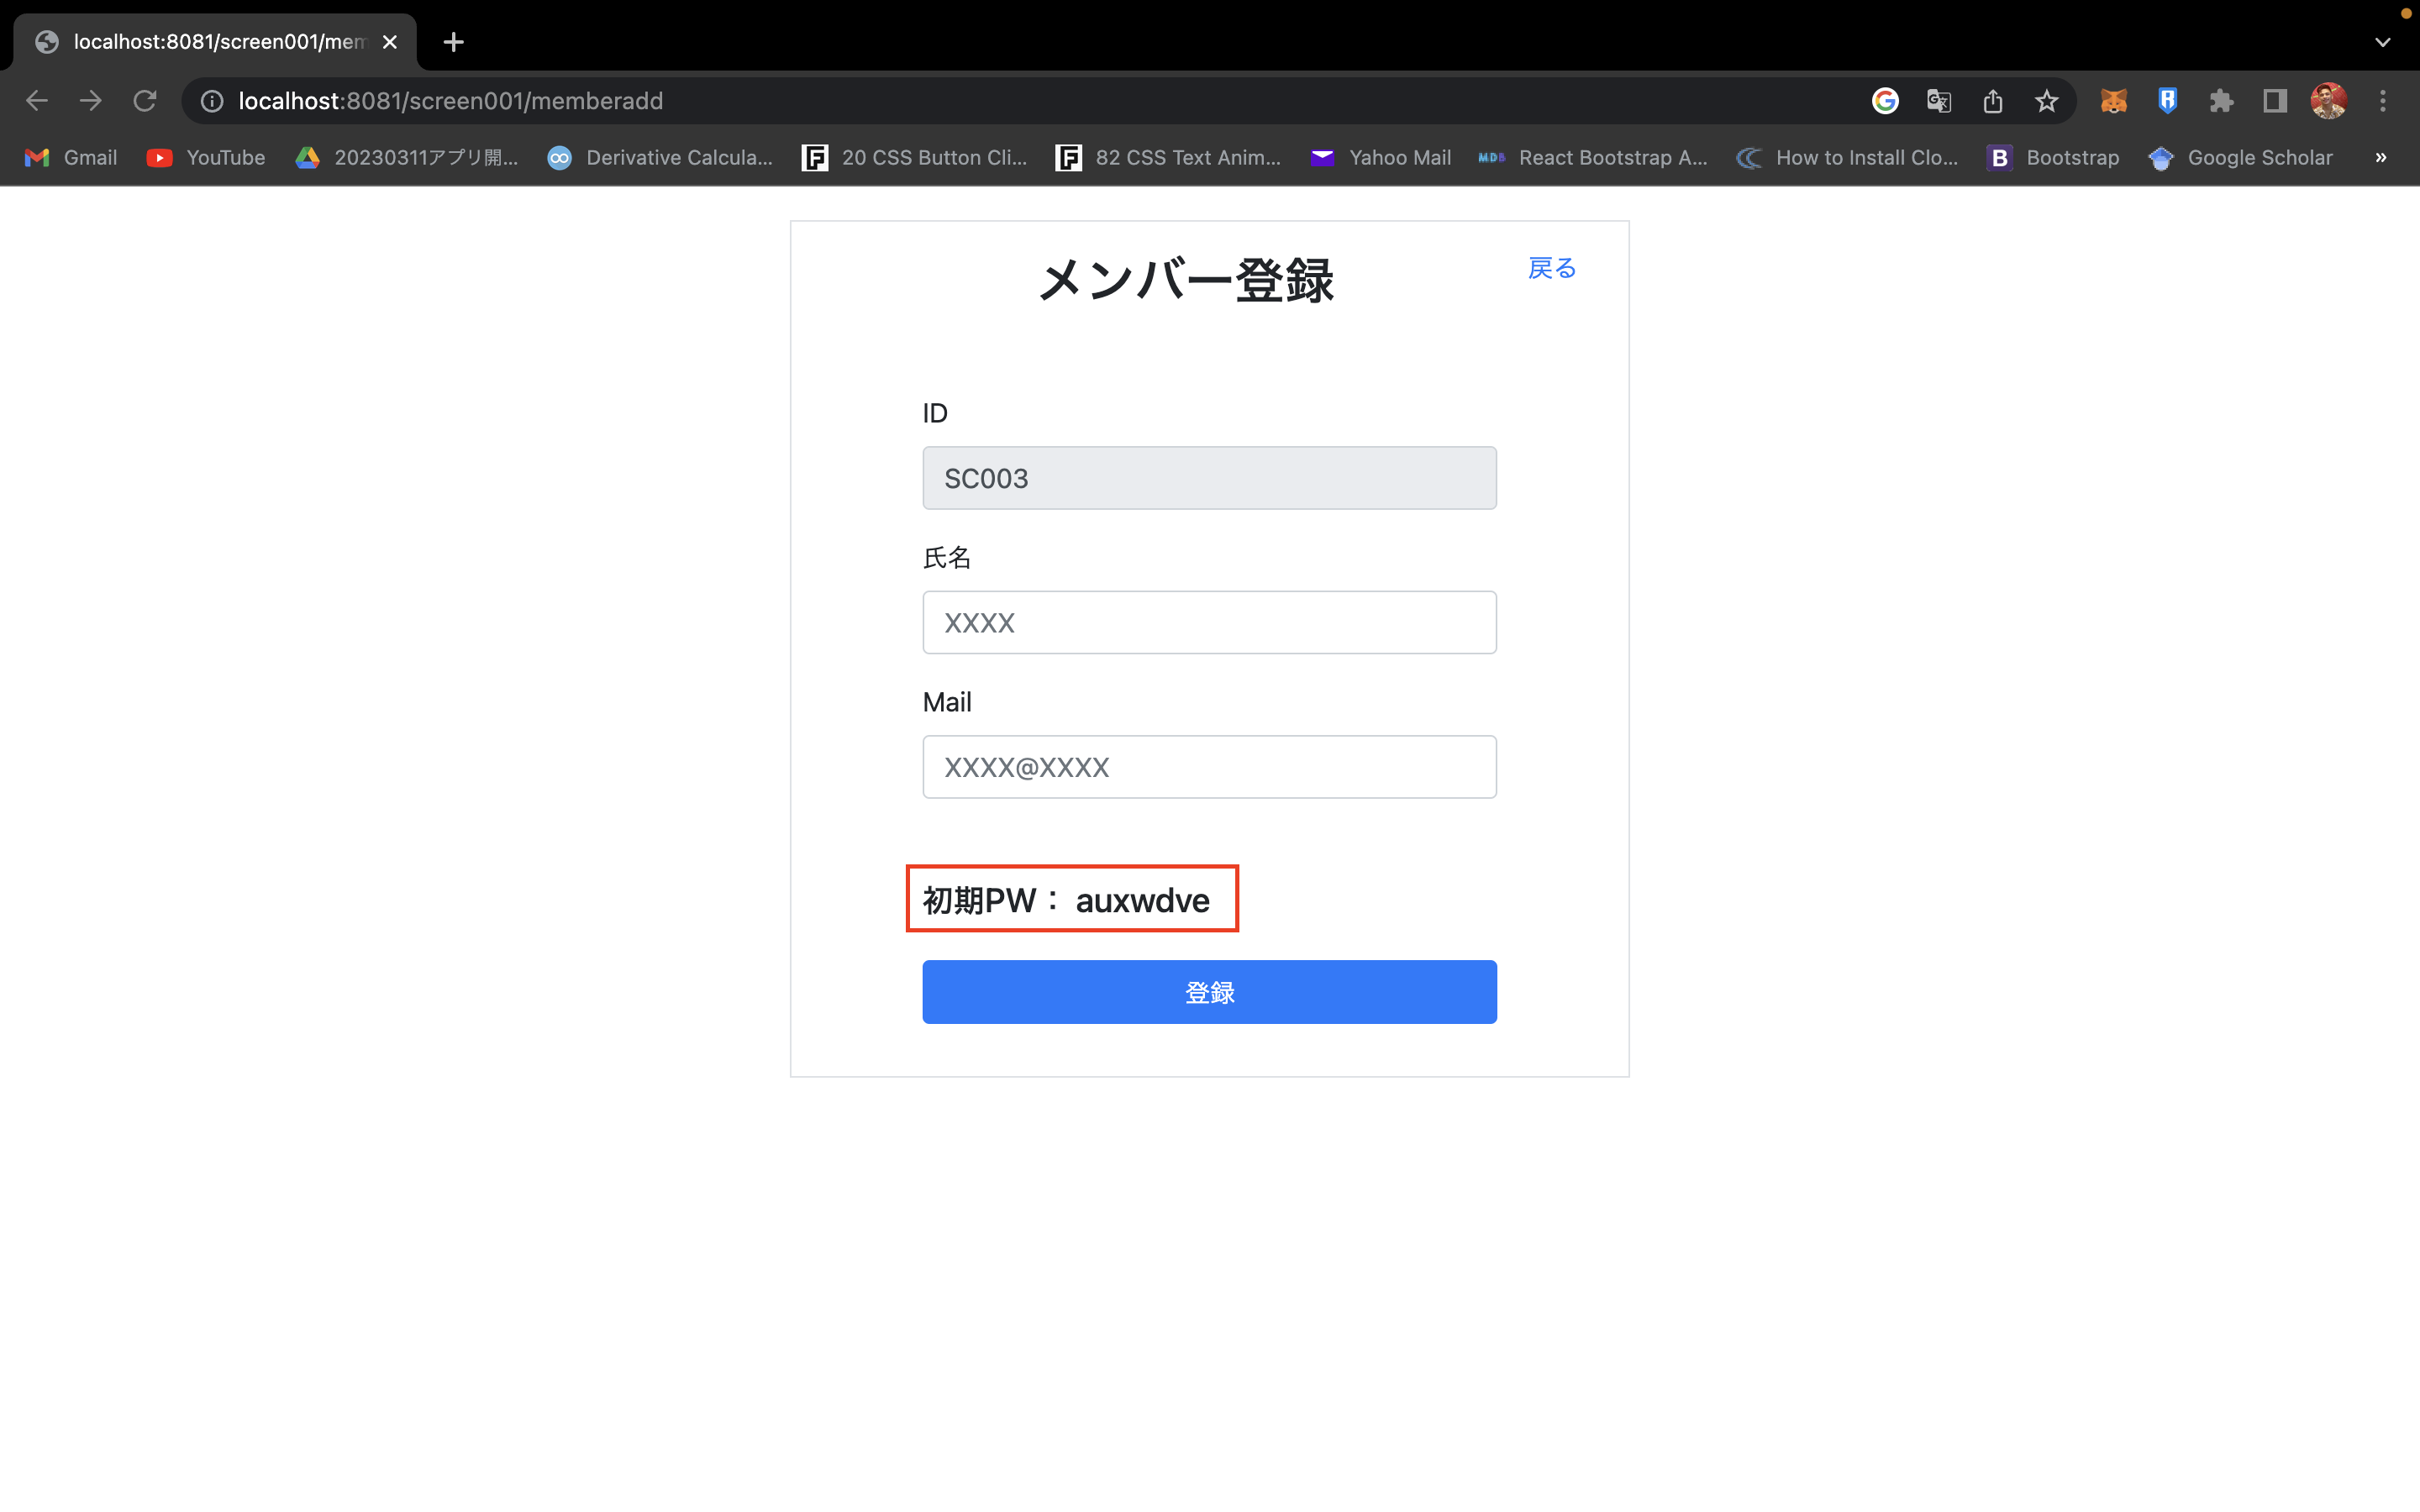 localhost:8081/screen001/mem
localhost:8081/screen001/memberadd
Gmail
YouTube
20230311アプリ開...
Derivative Calcula...
20 CSS Button Cli...
82 CSS Text Anim...
Yahoo Mail
MDB
React Bootstrap A...
How to Install Clo...
B
Bootstrap
Google Scholar
»
メンバー登録
戻る
ID
SC003
氏名
XXXX
Mail
XXXX@XXXX
初期PW： auxwdve
登録